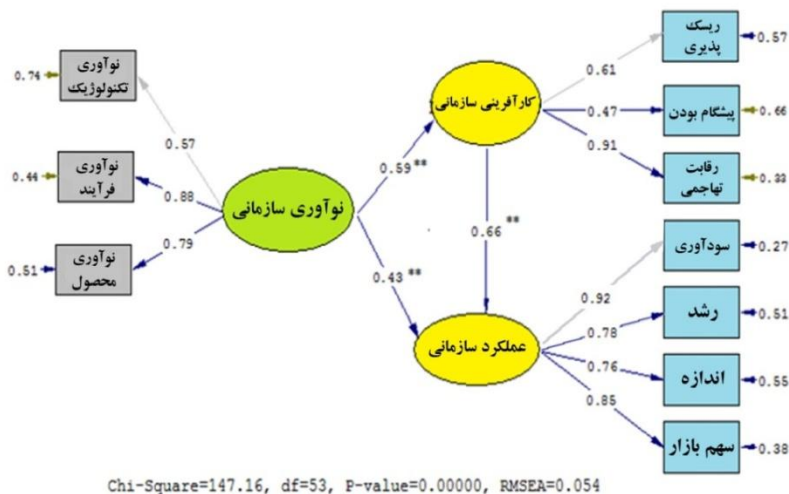 ریسک
پذیری
0.57
نوآوری
تکنولوژیک
0.74
0.61
کارآفرینی سازمانی
0.47
پیشگام بودن
0.66
0.57
0.91
نوآوری
فرآیند
0.44
0.88
0.59 **
رقابت
تهاجمی
0.33
نوآوری سازمانی
0.66 **
0.79
نوآوری
محصول
0.51
0.43 **
سودآوری
0.27
0.92
رشد
0.51
0.78
عملکرد سازمانی
0.76
اندازه
0.55
0.85
سهم بازار
0.38
Chi-Square=147.16, df=53, P-value=0.00000, RMSEA=0.054